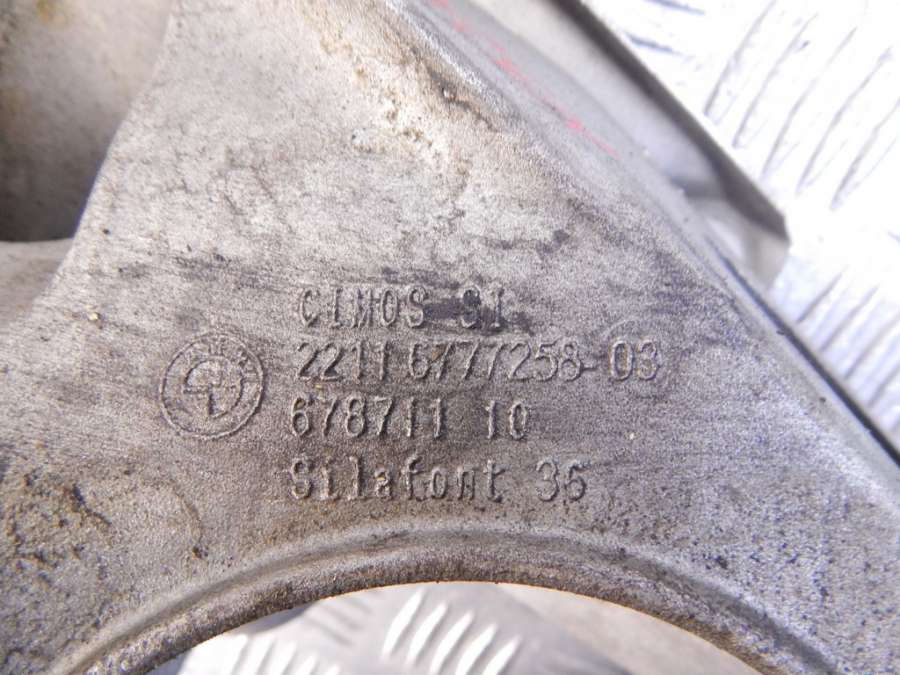 CIMOS SI
2211 6777258-03
678711 10
Silafont 36